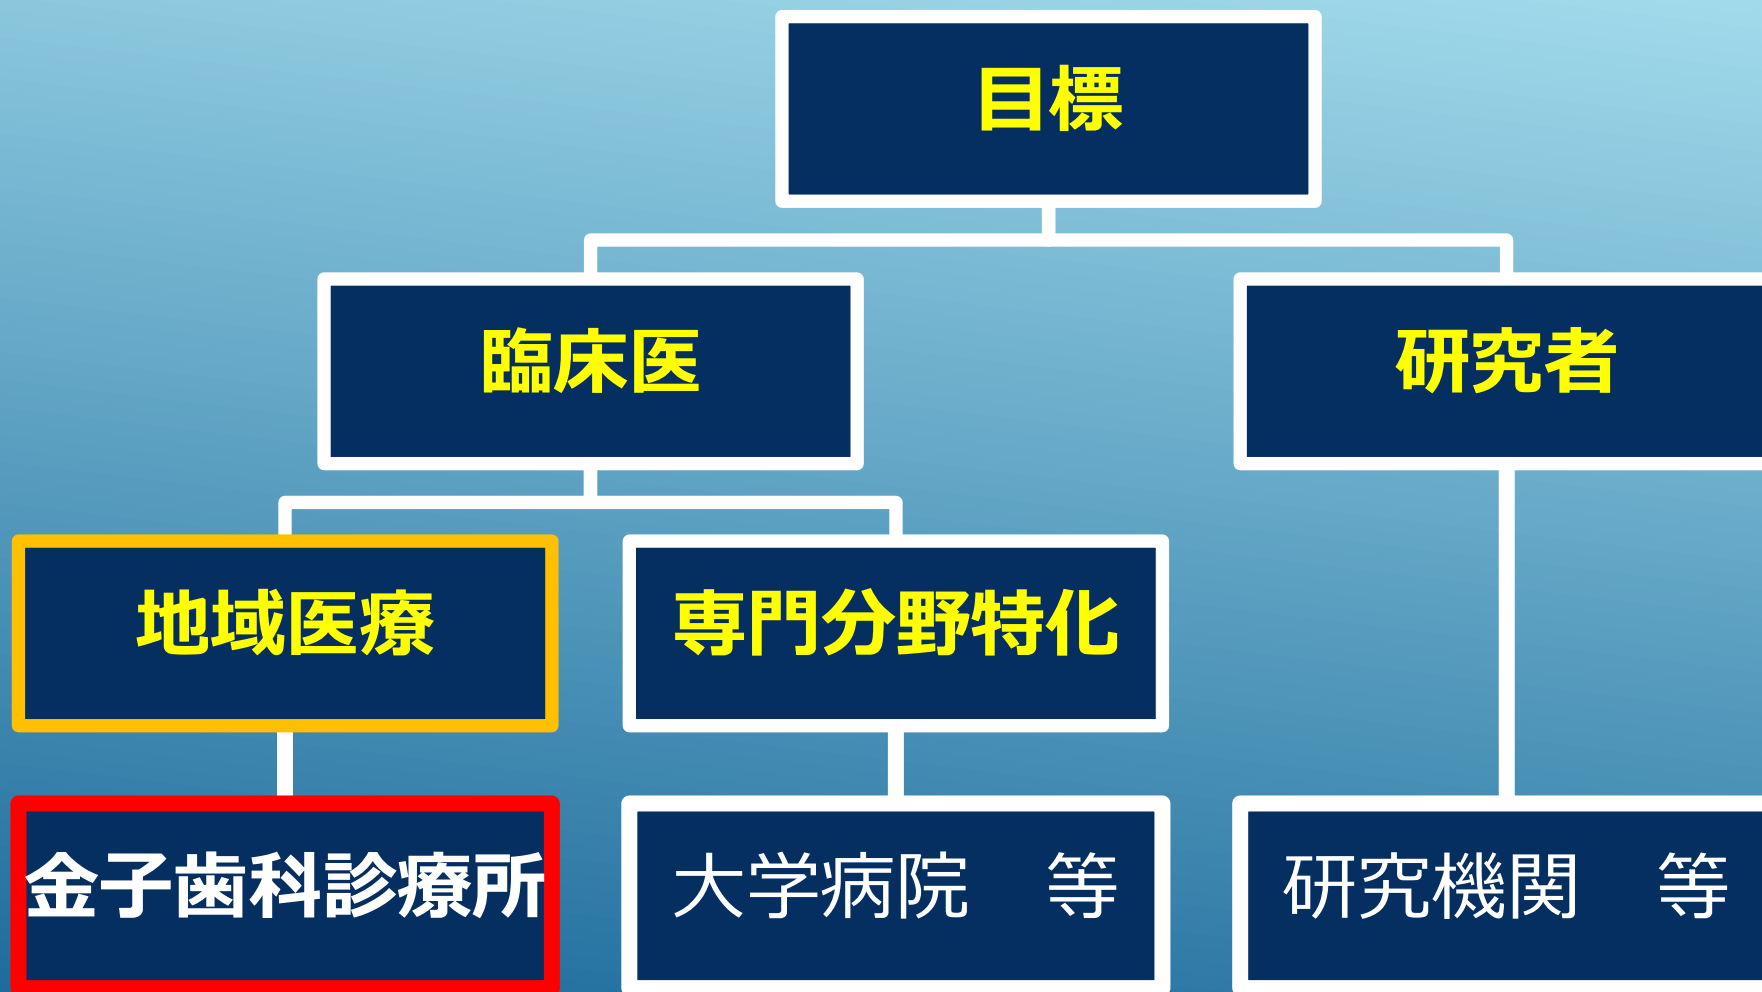 目標
臨床医
研究者
地域医療
専門分野特化
金子歯科診療所
大学病院　等
研究機関　等